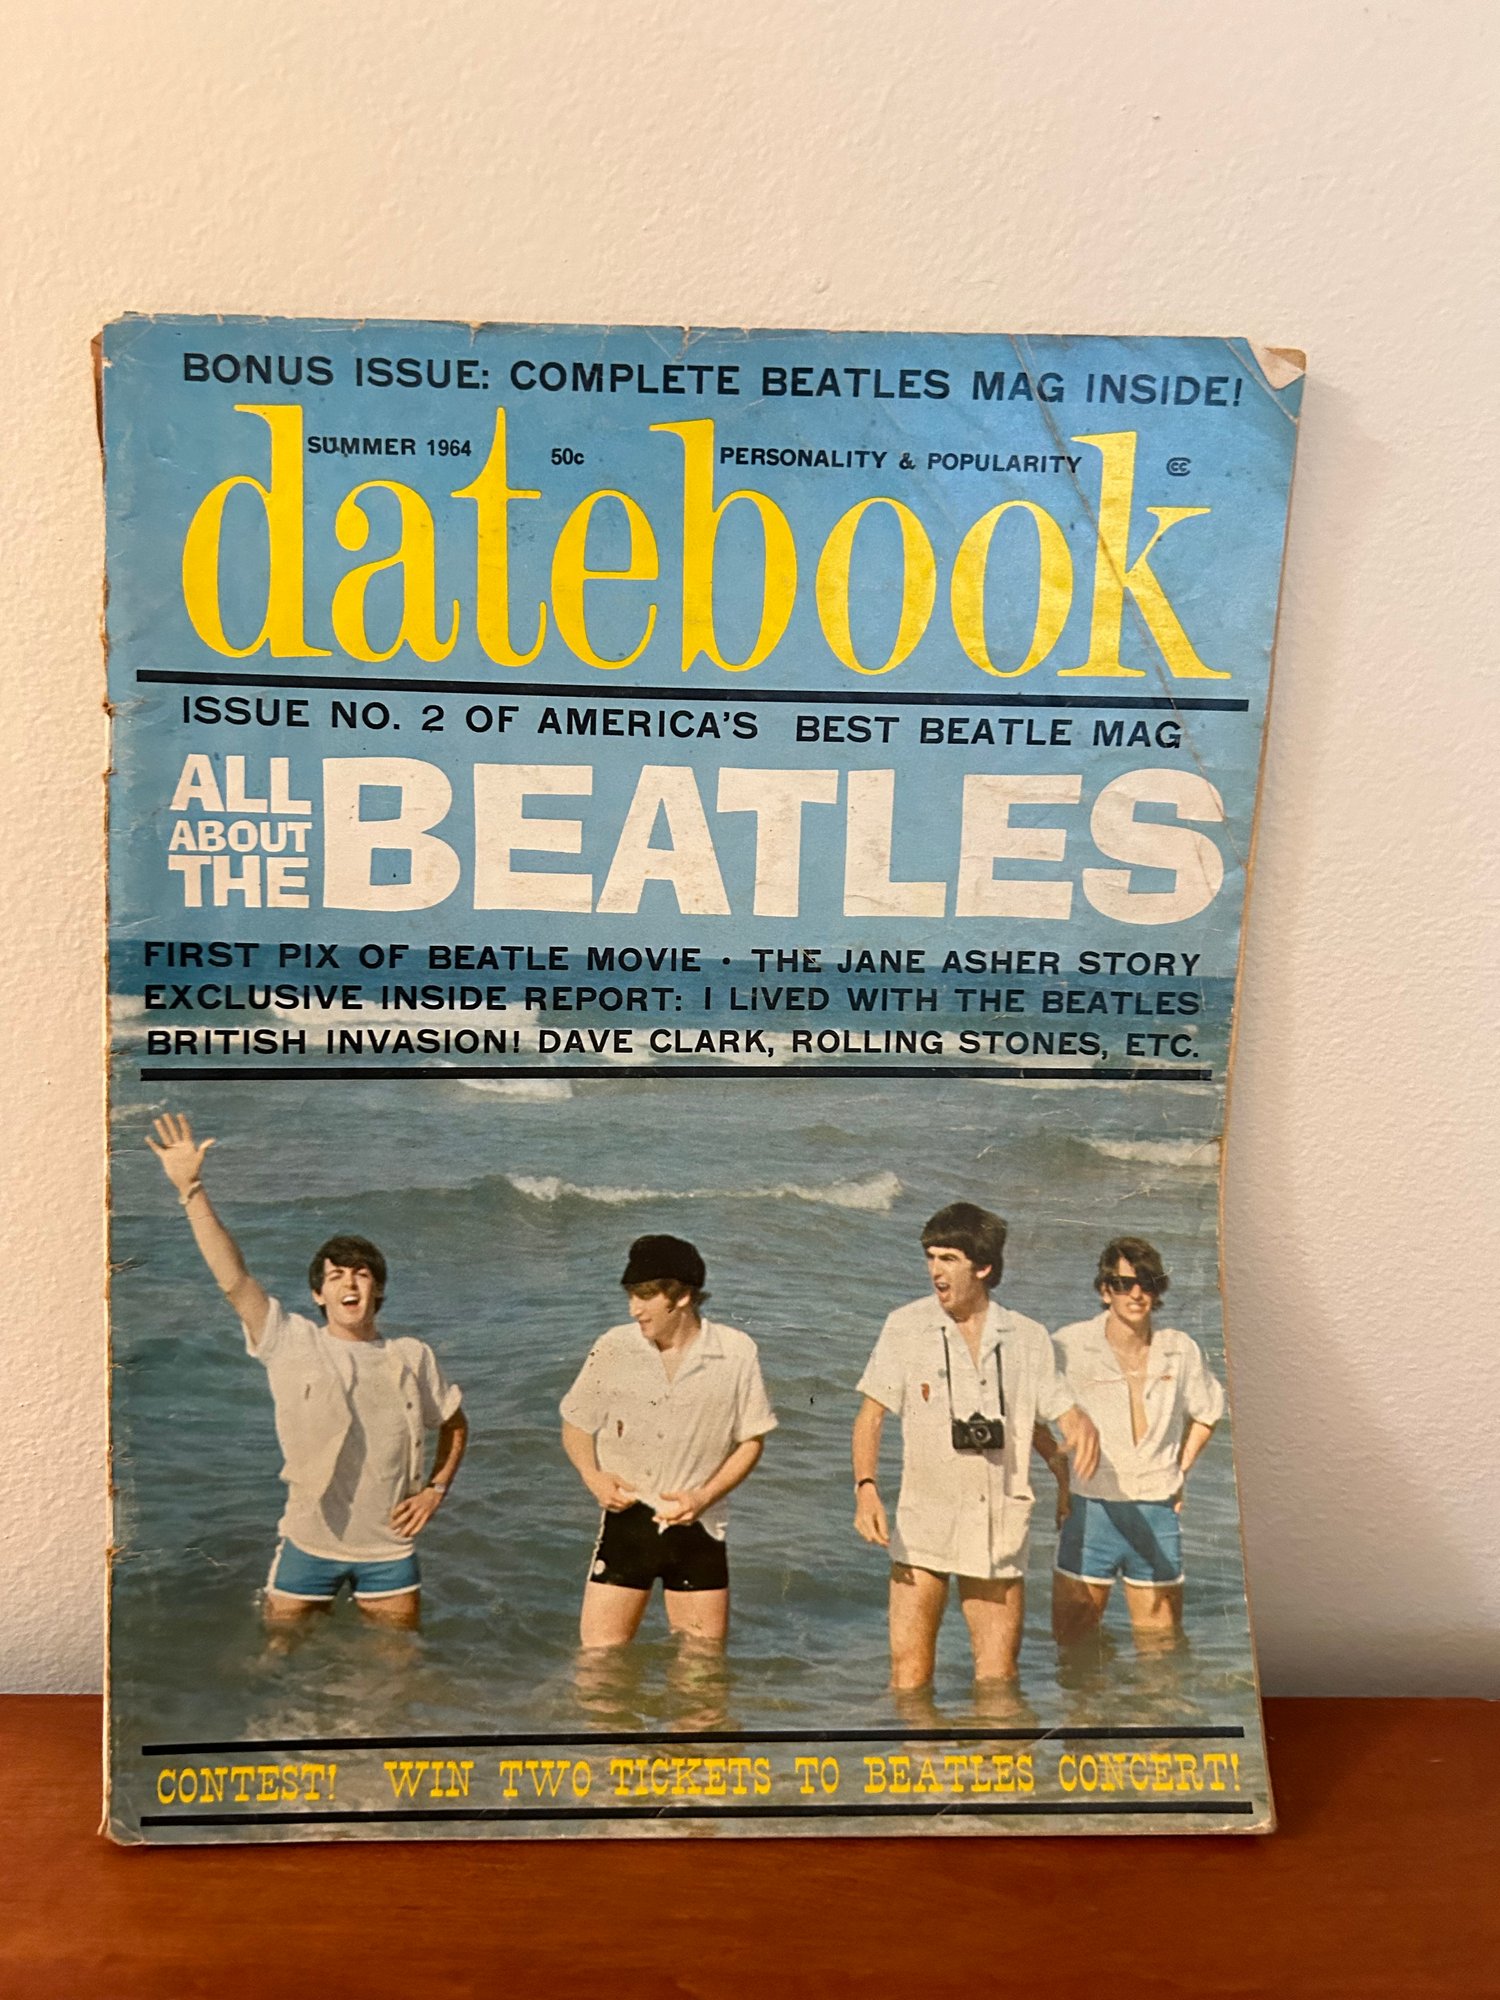 BONUS ISSUE: COMPLETE BEATLES MAG INSIDE!
SUMMER 1964 50c PERSONALITY & POPULARITY CC
datebook
ISSUE NO. 2 OF AMERICA'S BEST BEATLE MAG
ALL ABOUT THE BEATLES
FIRST PIX OF BEATLE MOVIE • THE JANE ASHER STORY
EXCLUSIVE INSIDE REPORT: I LIVED WITH THE BEATLES
BRITISH INVASION! DAVE CLARK, ROLLING STONES, ETC.
CONTEST! WIN TWO TICKETS TO BEATLES CONCERT!